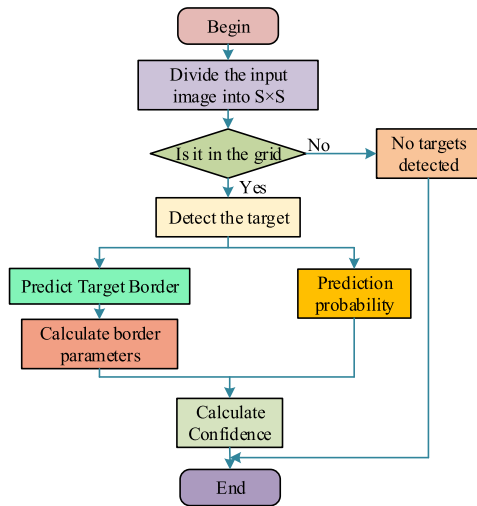 Begin
Divide the input
image into S×S
Is it in the grid
No
No targets
detected
Yes
Detect the target
Predict Target Border
Prediction
probability
Calculate border
parameters
Calculate
Confidence
End